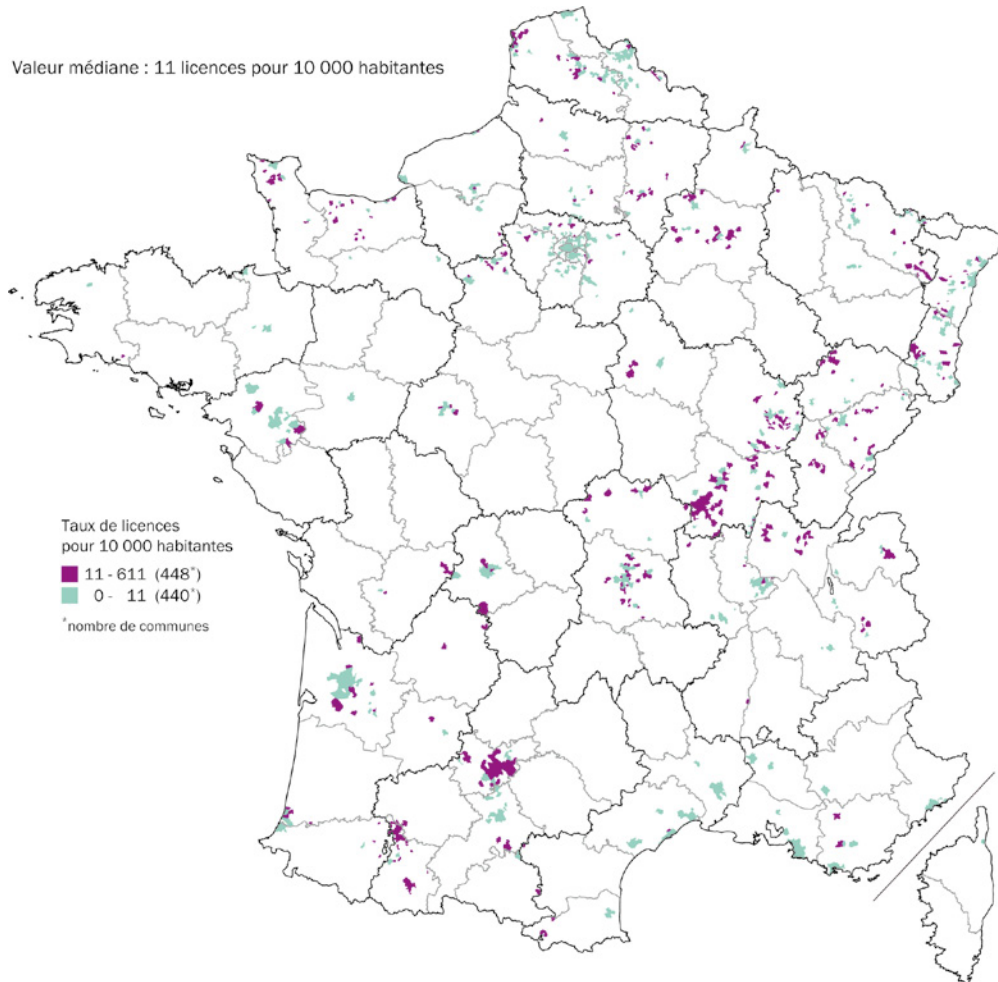 Valeur médiane : 11 licences pour 10 000 habitantes
Taux de licences
pour 10 000 habitantes
11 - 611 (448*)
0 - 11 (440*)
*nombre de communes